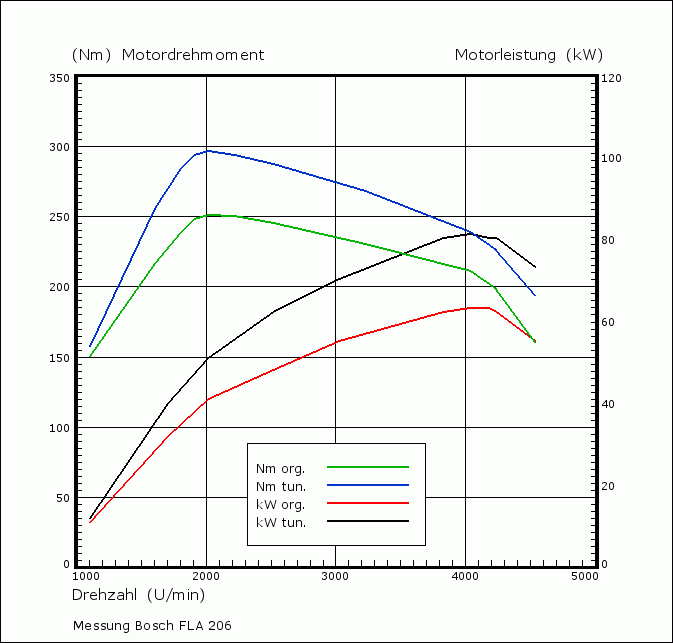 (Nm) Motordrehmoment
Motorleistung (kW)
350
300
250
200
150
100
50
0
120
100
80
60
40
20
0
Nm org.
Nm tun.
kW org.
kW tun.
1000 2000 3000 4000 5000
Drehzahl (U/min)
Messung Bosch FLA 206